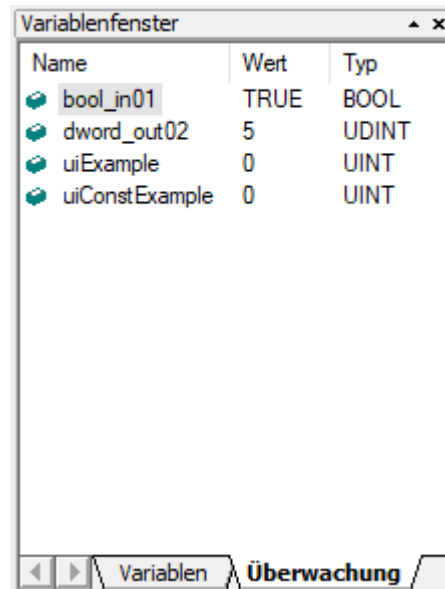 Variablenfenster
Name Wert Typ
bool_in01 TRUE BOOL
dword_out02 5 UDINT
uiExample 0 UINT
uiConstExample 0 UINT
Variablen Überwachung